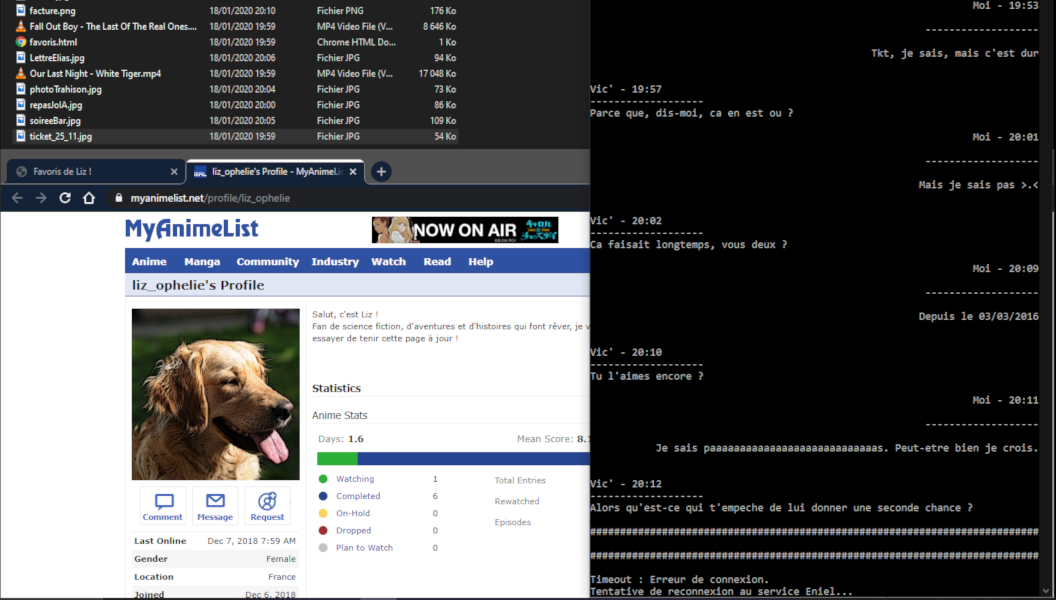 facture.png 18/01/2020 20:10 Fichier PNG 176 Ko
Fall Out Boy - The Last Of The Real Ones.... 18/01/2020 19:59 MP4 Video File (V... 8 646 Ko
favoris.html 18/01/2020 19:59 Chrome HTML Do... 1 Ko
LettreElias.jpg 18/01/2020 20:06 Fichier JPG 94 Ko
Our Last Night - White Tiger.mp4 18/01/2020 19:59 MP4 Video File (V... 17 048 Ko
photoTrahison.jpg 18/01/2020 20:04 Fichier JPG 73 Ko
repasJolA.jpg 18/01/2020 20:00 Fichier JPG 86 Ko
soireeBar.jpg 18/01/2020 20:05 Fichier JPG 109 Ko
ticket_25_11.jpg 18/01/2020 19:59 Fichier JPG 54 Ko
Favoris de Liz !
liz_ophelie's Profile - MyAnimeLis
myanimelist.net/profile/liz_ophelie
MyAnimeList
NOW ON AIR
Anime Manga Community Industry Watch Read Help
liz_ophelie's Profile
Salut, c'est Liz !
Fan de science fiction, d'aventures et d'histoires qui font rêver, je v
essayer de tenir cette page à jour !
Statistics
Anime Stats
Days: 1.6 Mean Score: 8.1
Watching 1 Total Entries
Completed 6 Rewatched
On-Hold 0 Episodes
Dropped 0
Plan to Watch 0
Comment Message Request
Last Online Dec 7, 2018 7:59 AM
Gender Female
Location France
Joined Dec 6, 2018
Moi - 19:53
-------------------
Tkt, je sais, mais c'est dur
Vic' - 19:57
-------------------
Parce que, dis-moi, ca en est ou ?
Moi - 20:01
-------------------
Mais je sais pas >.<
Vic' - 20:02
-------------------
Ca faisait longtemps, vous deux ?
Moi - 20:09
-------------------
Depuis le 03/03/2016
Vic' - 20:10
-------------------
Tu l'aimes encore ?
Moi - 20:11
-------------------
Je sais paaaaaaaaaaaaaaaaaaaaaaaaaaaaas. Peut-etre bien je crois.
Vic' - 20:12
-------------------
Alors qu'est-ce qui t'empeche de lui donner une seconde chance ?
###########################################################################
###########################################################################
Timeout : Erreur de connexion.
Tentative de reconnexion au service Eniel...